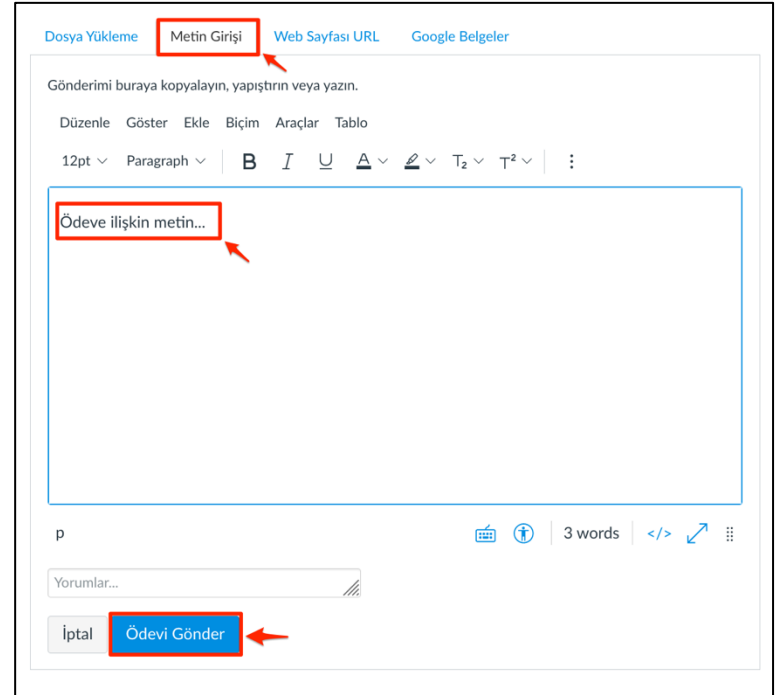 Dosya Yükleme Metin Girişi Web Sayfası URL Google Belgeler
Gönderimi buraya kopyalayın, yapıştırın veya yazın.
Düzenle Göster Ekle Biçim Araçlar Tablo
12pt Paragraph B I U A T₂ T²
Ödeve ilişkin metin...
p 3 words </>
Yorumlar...
İptal Ödevi Gönder